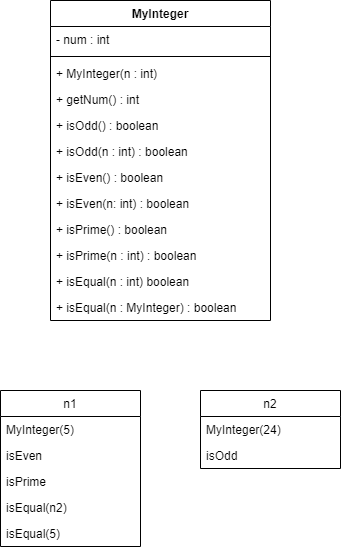 MyInteger
- num : int
+ MyInteger(n : int)
+ getNum() : int
+ isOdd() : boolean
+ isOdd(n : int) : boolean
+ isEven() : boolean
+ isEven(n: int) : boolean
+ isPrime() : boolean
+ isPrime(n : int) : boolean
+ isEqual(n : int) boolean
+ isEqual(n : MyInteger) : boolean
n1
MyInteger(5)
isEven
isPrime
isEqual(n2)
isEqual(5)
n2
MyInteger(24)
isOdd